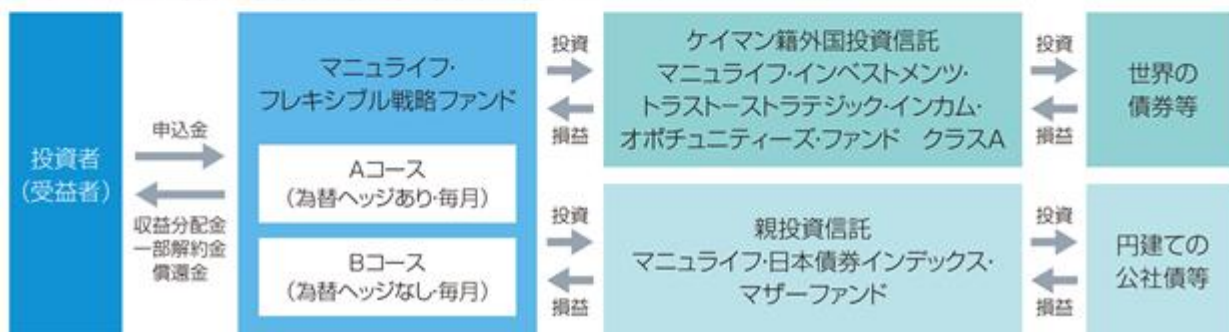 投資者
(受益者)
申込金
収益分配金
一部解約金
償還金
マニュライフ・
フレキシブル戦略ファンド
Aコース
(為替ヘッジあり・毎月)
Bコース
(為替ヘッジなし・毎月)
投資
損益
投資
損益
ケイマン籍外国投資信託
マニュライフ・インベストメンツ・
トラストーストラテジック・インカム・
オポチュニティーズ・ファンド　クラスA
親投資信託
マニュライフ・日本債券インデックス・
マザーファンド
投資
損益
投資
損益
世界の
債券等
円建ての
公社債等